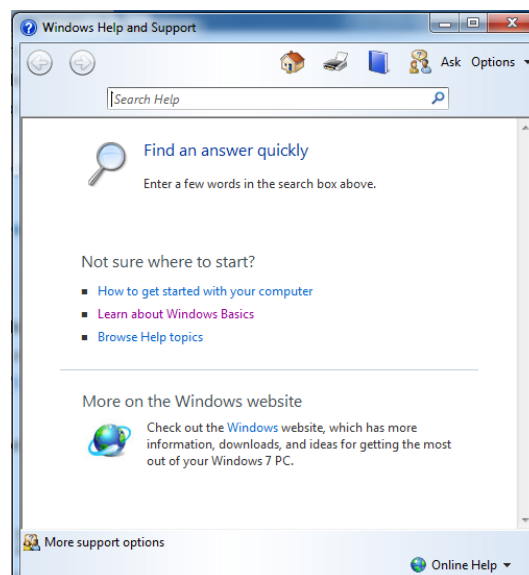 Windows Help and Support
Ask Options
Search Help
Find an answer quickly
Enter a few words in the search box above.
Not sure where to start?
How to get started with your computer
Learn about Windows Basics
Browse Help topics
More on the Windows website
Check out the Windows website, which has more
information, downloads, and ideas for getting the most
out of your Windows 7 PC.
More support options
Online Help